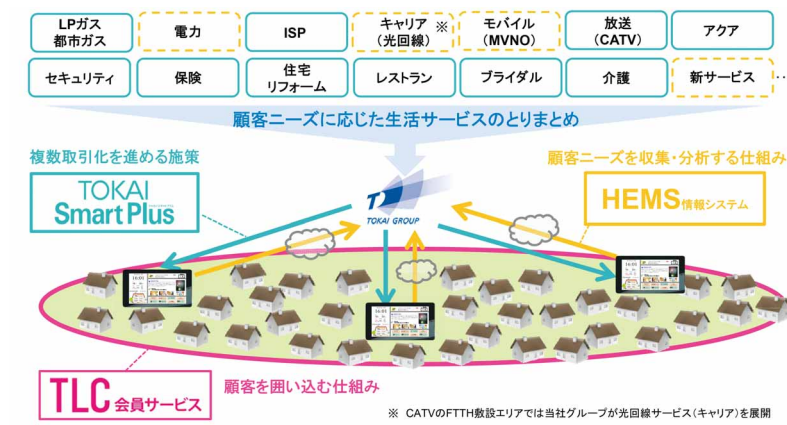 LPガス
都市ガス
電力
ISP
キャリア ※
(光回線)
モバイル
(MVNO)
放送
(CATV)
アクア
セキュリティ
保険
住宅
リフォーム
レストラン
ブライダル
介護
新サービス …
顧客ニーズに応じた生活サービスのとりまとめ
複数取引化を進める施策
TOKAI
Smart Plus
TOKAI GROUP
顧客ニーズを収集・分析する仕組み
HEMS情報システム
16:01
16:01
16:01
TLC会員サービス
顧客を囲い込む仕組み
※ CATVのFTTH敷設エリアでは当社グループが光回線サービス(キャリア)を展開